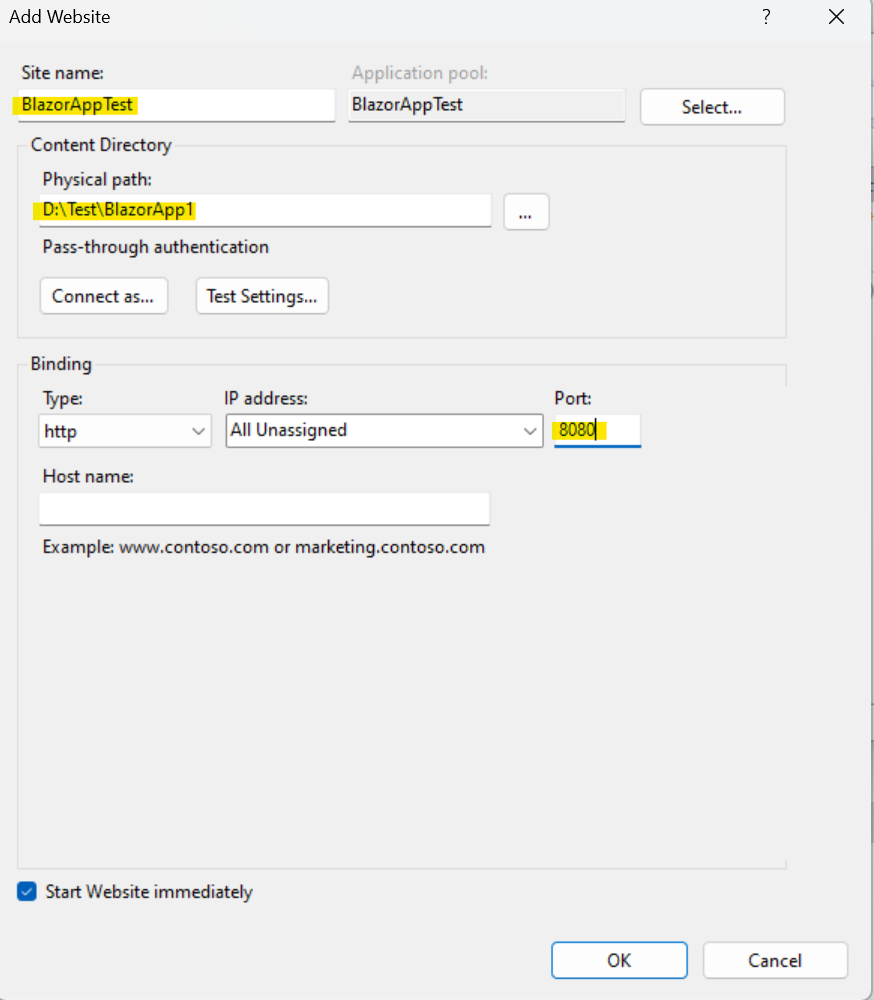 Add Website ?
Site name:
Application pool:
BlazorAppTest
BlazorAppTest
Select...
Content Directory
Physical path:
D:\Test\BlazorApp1
...
Pass-through authentication
Connect as...
Test Settings...
Binding
Type:
IP address:
Port:
http
All Unassigned
8080
Host name:
Example: www.contoso.com or marketing.contoso.com
Start Website immediately
OK
Cancel